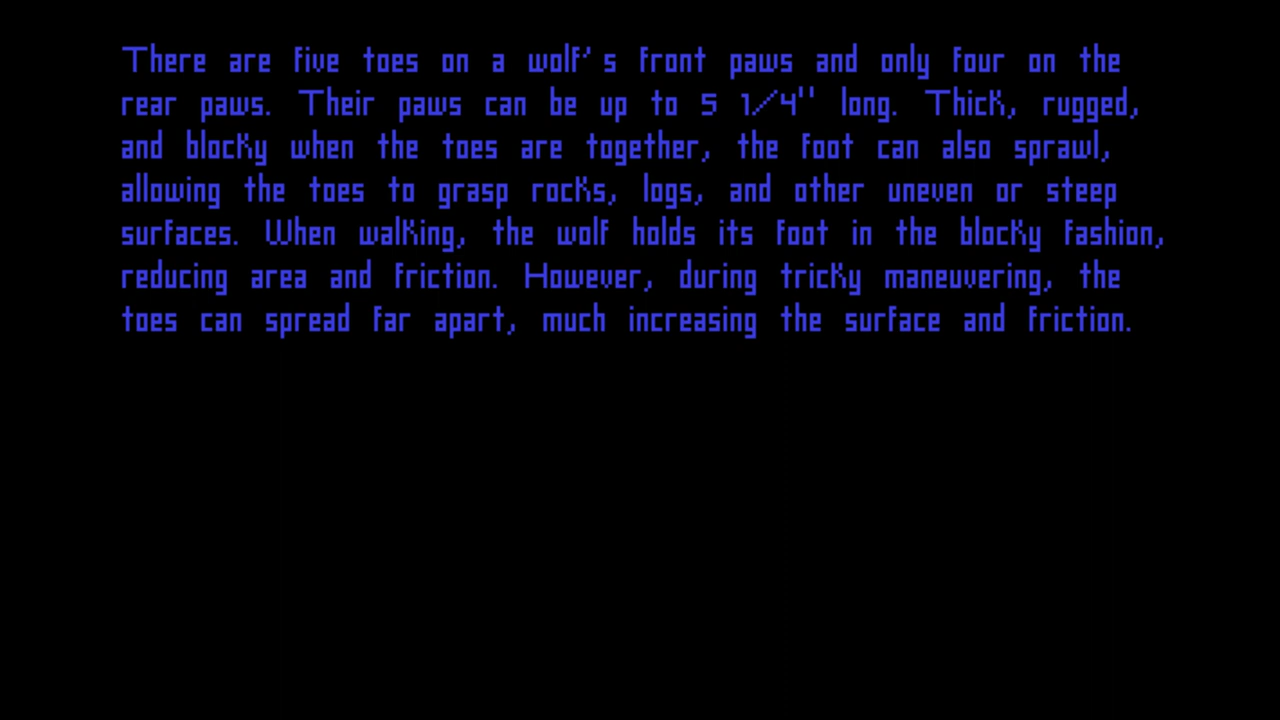 There are five toes on a wolf's front paws and only four on the
rear paws. Their paws can be up to 5 1/4" long. Thick, rugged,
and blocky when the toes are together, the foot can also sprawl,
allowing the toes to grasp rocks, logs, and other uneven or steep
surfaces. When walking, the wolf holds its foot in the blocky fashion,
reducing area and friction. However, during tricky maneuvering, the
toes can spread far apart, much increasing the surface and friction.